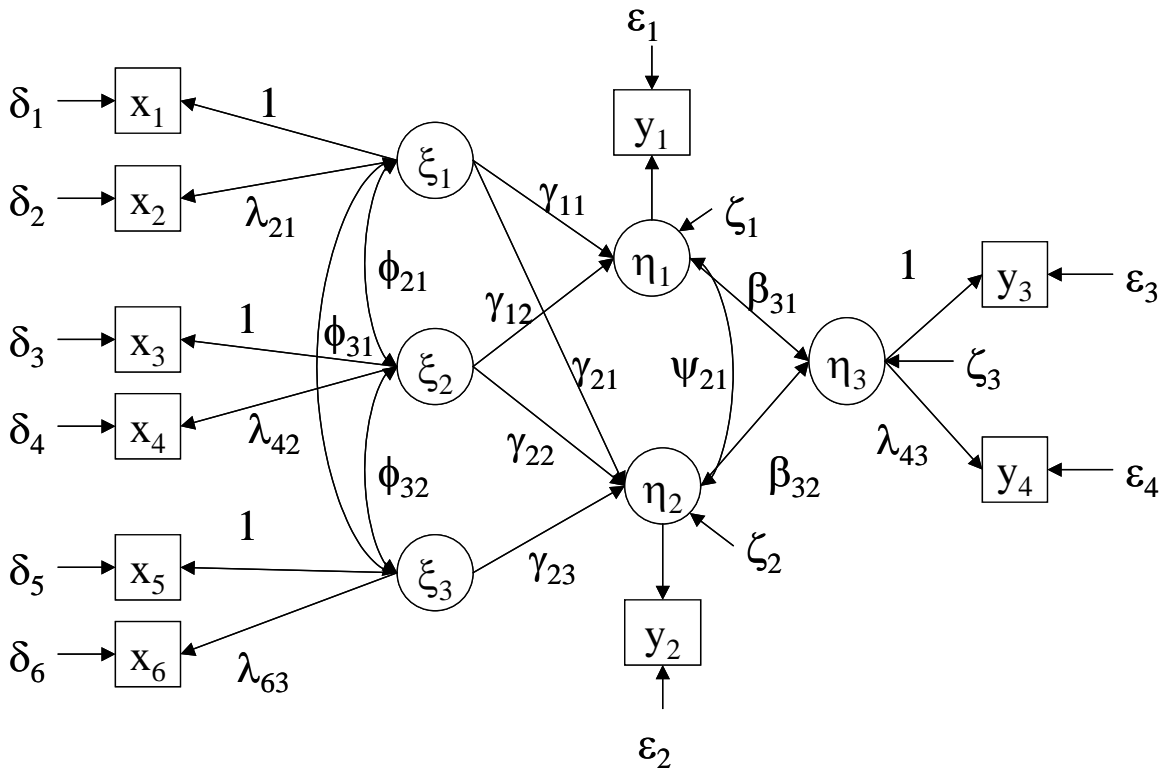 ε₁
δ₁ x₁ 1
y₁
ξ₁
δ₂ x₂ λ₂₁
γ₁₁
ζ₁
η₁
ϕ₂₁
1 y₃ ε₃
β₃₁
γ₁₂
δ₃ x₃ 1 ϕ₃₁
ξ₂
γ₂₁ ψ₂₁
η₃ ζ₃
δ₄ x₄ λ₄₂
γ₂₂
λ₄₃
ϕ₃₂
η₂ β₃₂
y₄ ε₄
1
δ₅ x₅
ξ₃
γ₂₃
ζ₂
δ₆ x₆ λ₆₃
y₂
ε₂